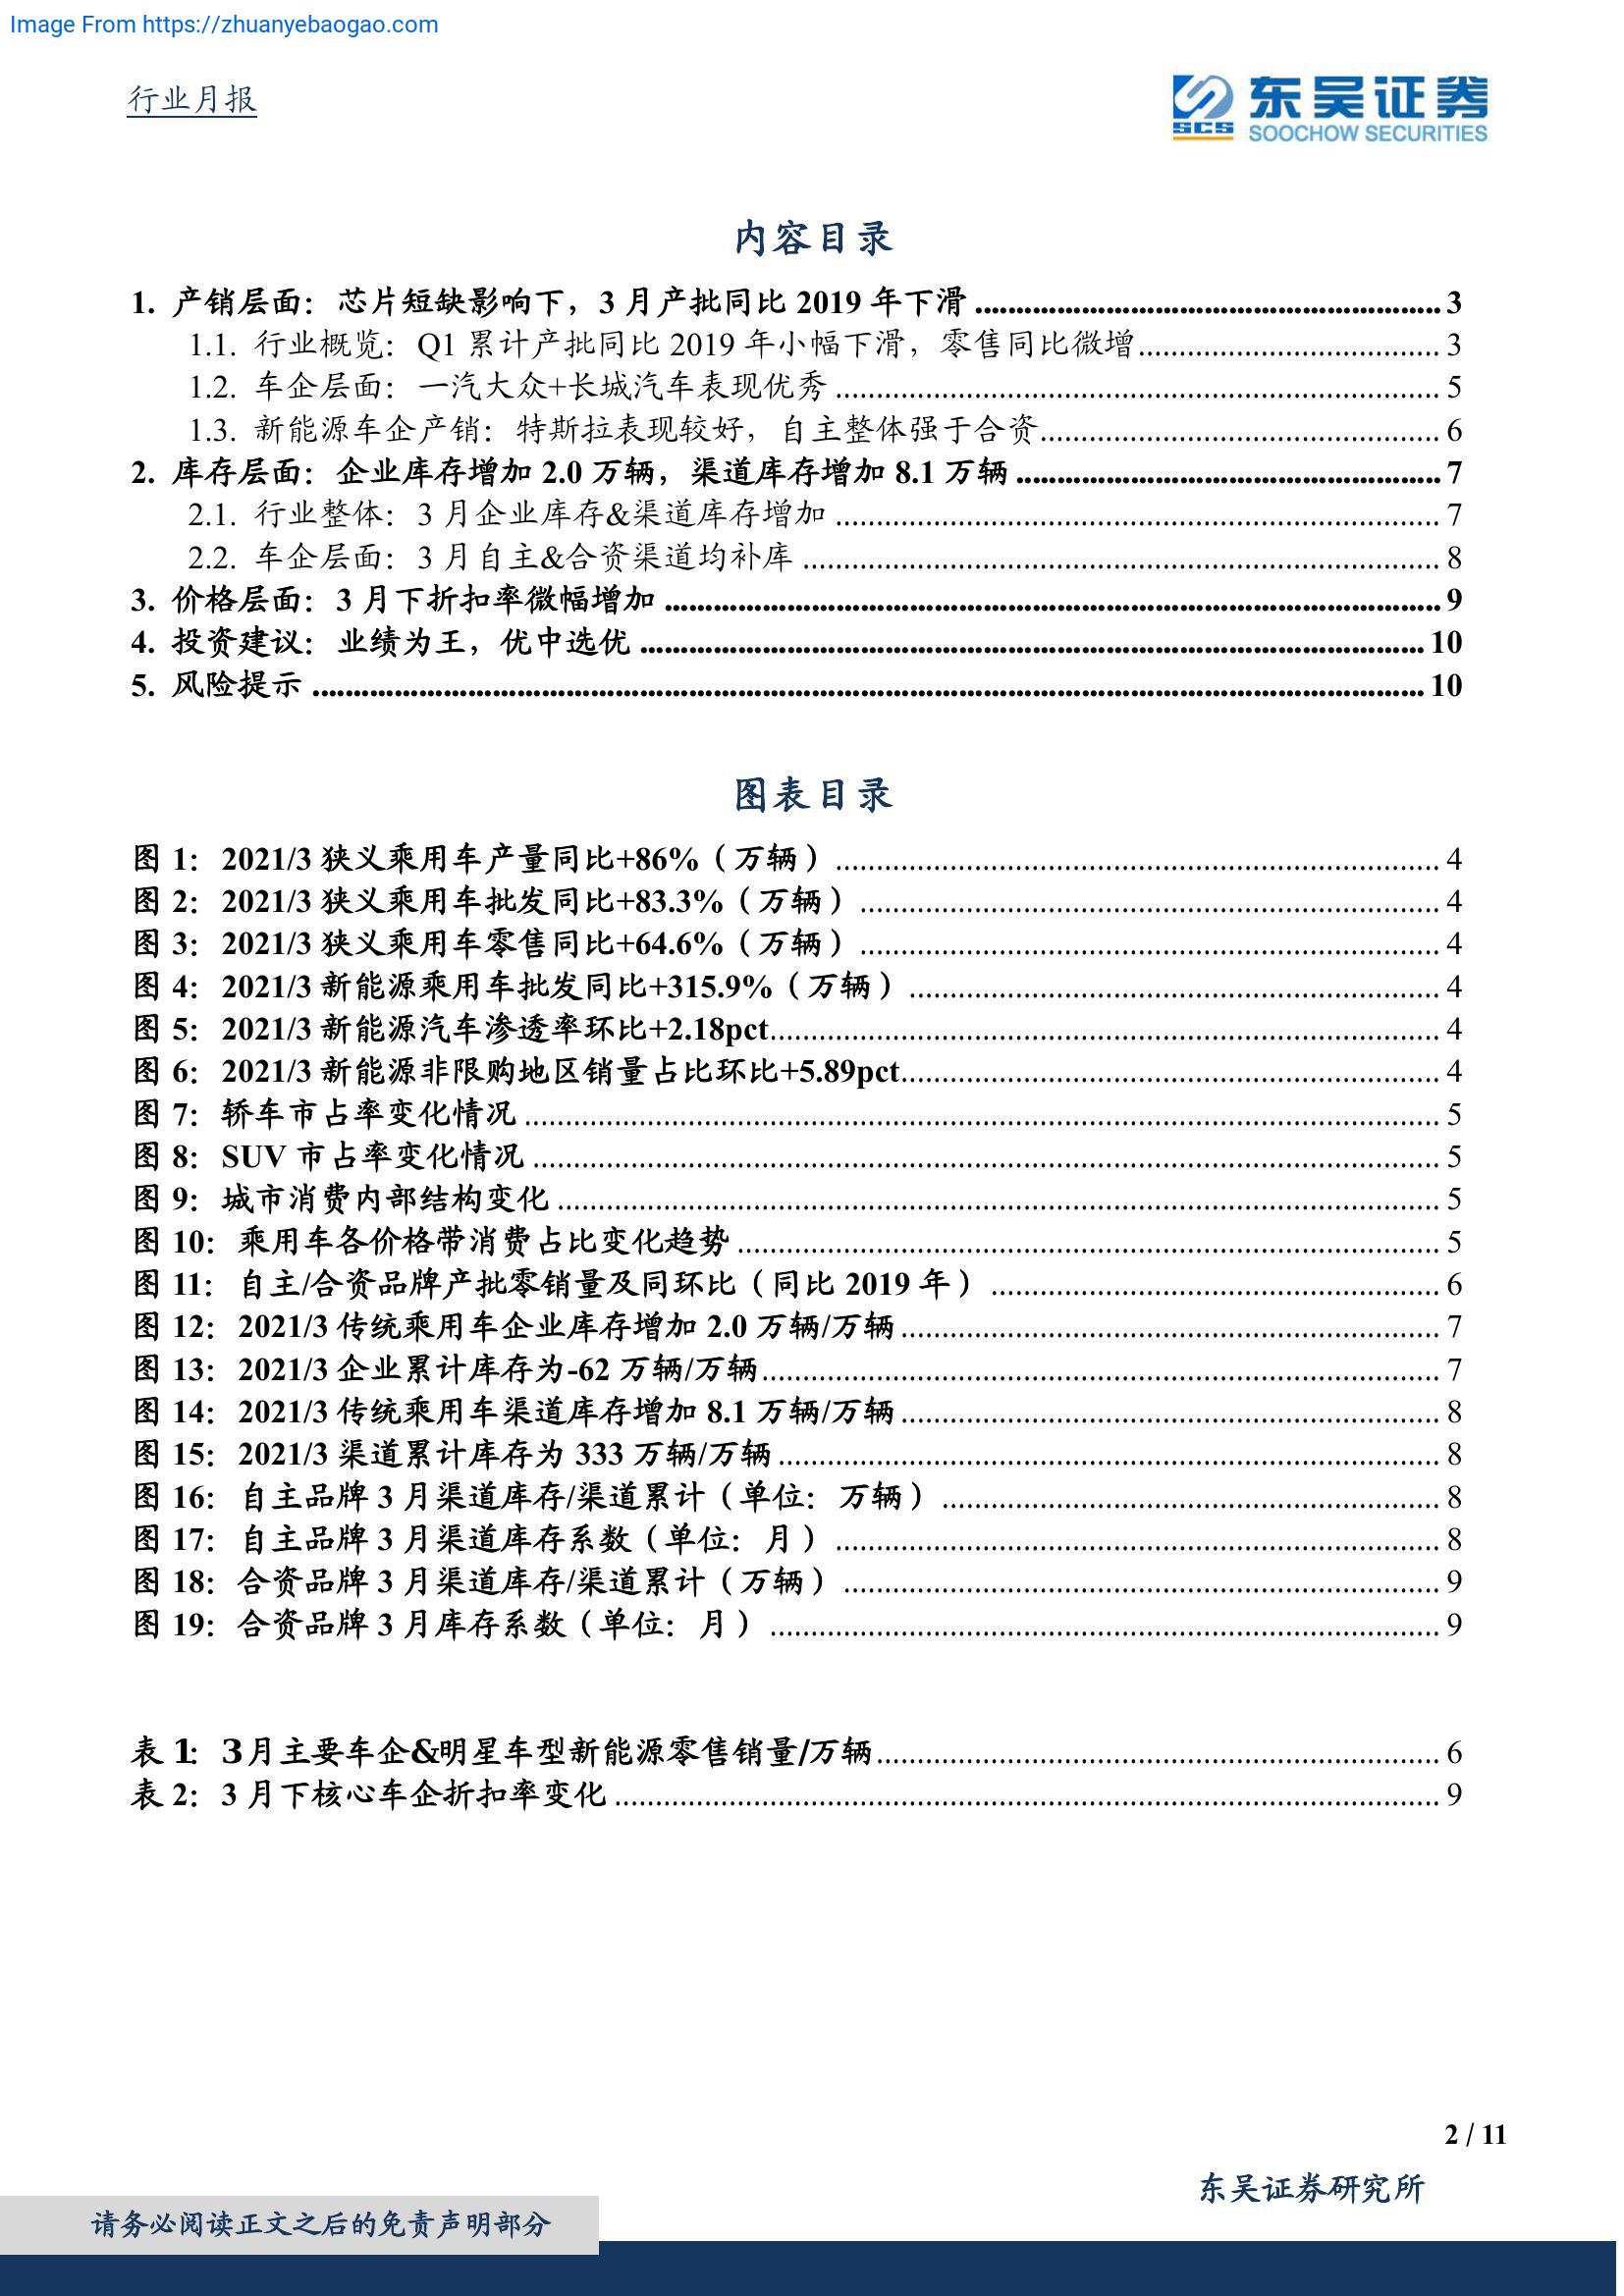 Image From https://zhuanyebaogao.com
行业月报
东吴证券
SCS
SOOCHOW SECURITIES
内容目录
1. 产销层面：芯片短缺影响下，3 月产批同比 2019 年下滑 ........ 3
1.1. 行业概览：Q1 累计产批同比 2019 年小幅下滑，零售同比微增........ 3
1.2. 车企层面：一汽大众+长城汽车表现优秀 ........ 5
1.3. 新能源车企产销：特斯拉表现较好，自主整体强于合资........ 6
2. 库存层面：企业库存增加 2.0 万辆，渠道库存增加 8.1 万辆 ........ 7
2.1. 行业整体：3 月企业库存&渠道库存增加 ........ 7
2.2. 车企层面：3 月自主&合资渠道均补库 ........ 8
3. 价格层面：3 月下折扣率微幅增加 ........ 9
4. 投资建议：业绩为王，优中选优 ........ 10
5. 风险提示 ........ 10
图表目录
图 1：2021/3 狭义乘用车产量同比+86%（万辆） ........ 4
图 2：2021/3 狭义乘用车批发同比+83.3%（万辆） ........ 4
图 3：2021/3 狭义乘用车零售同比+64.6%（万辆） ........ 4
图 4：2021/3 新能源乘用车批发同比+315.9%（万辆） ........ 4
图 5：2021/3 新能源汽车渗透率环比+2.18pct........ 4
图 6：2021/3 新能源非限购地区销量占比环比+5.89pct........ 4
图 7：轿车市占率变化情况 ........ 5
图 8：SUV 市占率变化情况 ........ 5
图 9：城市消费内部结构变化 ........ 5
图 10：乘用车各价格带消费占比变化趋势 ........ 5
图 11：自主/合资品牌产批零销量及同环比（同比 2019 年） ........ 6
图 12：2021/3 传统乘用车企业库存增加 2.0 万辆/万辆 ........ 7
图 13：2021/3 企业累计库存为-62 万辆/万辆........ 7
图 14：2021/3 传统乘用车渠道库存增加 8.1 万辆/万辆 ........ 8
图 15：2021/3 渠道累计库存为 333 万辆/万辆 ........ 8
图 16：自主品牌 3 月渠道库存/渠道累计（单位：万辆） ........ 8
图 17：自主品牌 3 月渠道库存系数（单位：月） ........ 8
图 18：合资品牌 3 月渠道库存/渠道累计（万辆） ........ 9
图 19：合资品牌 3 月库存系数（单位：月） ........ 9
表 1：3月主要车企&明星车型新能源零售销量/万辆........ 6
表 2：3 月下核心车企折扣率变化 ........ 9
2 / 11
东吴证券研究所
请务必阅读正文之后的免责声明部分